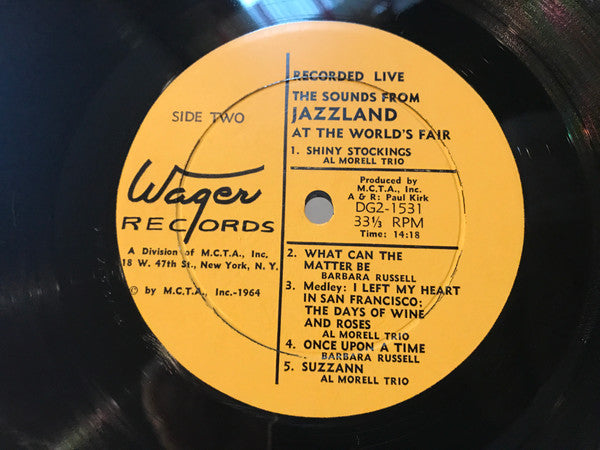 SIDE TWO
Wager
RECORDS
A Division of M.C.T.A., Inc.
18 W. 47th St., New York, N.Y.
℗ by M.C.T.A., Inc.-1964
RECORDED LIVE
THE SOUNDS FROM
JAZZLAND
AT THE WORLD'S FAIR
1. SHINY STOCKINGS
AL MORELL TRIO
Produced by
M.C.T.A., Inc.
A & R: Paul Kirk
DG2-1531
33⅓ RPM
Time: 14:18
2. WHAT CAN THE
MATTER BE
BARBARA RUSSELL
3. Medley: I LEFT MY HEART
IN SAN FRANCISCO;
THE DAYS OF WINE
AND ROSES
AL MORELL TRIO
4. ONCE UPON A TIME
BARBARA RUSSELL
5. SUZZANN
AL MORELL TRIO